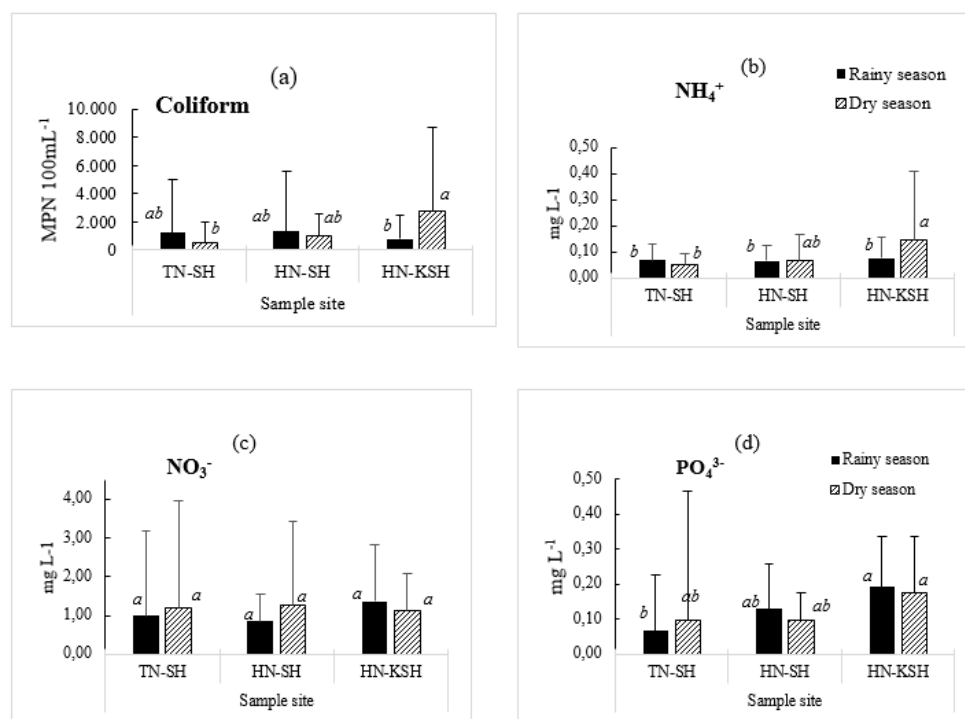 (a)
Coliform
MPN 100mL⁻¹
10.000
8.000
6.000
4.000
2.000
0
ab
b
ab
ab
b
a
TN-SH
HN-SH
HN-KSH
Sample site
(b)
NH₄⁺
Rainy season
Dry season
mg L-1
0,50
0,40
0,30
0,20
0,10
0,00
b
b
b
ab
b
a
TN-SH
HN-SH
HN-KSH
Sample site
(c)
NO₃⁻
mg L-1
4,00
3,00
2,00
1,00
0,00
a
a
a
a
a
a
TN-SH
HN-SH
HN-KSH
Sample site
(d)
PO₄³⁻
Rainy season
Dry season
mg L⁻¹
0,50
0,40
0,30
0,20
0,10
0,00
b
ab
ab
ab
a
a
TN-SH
HN-SH
HN-KSH
Sample site